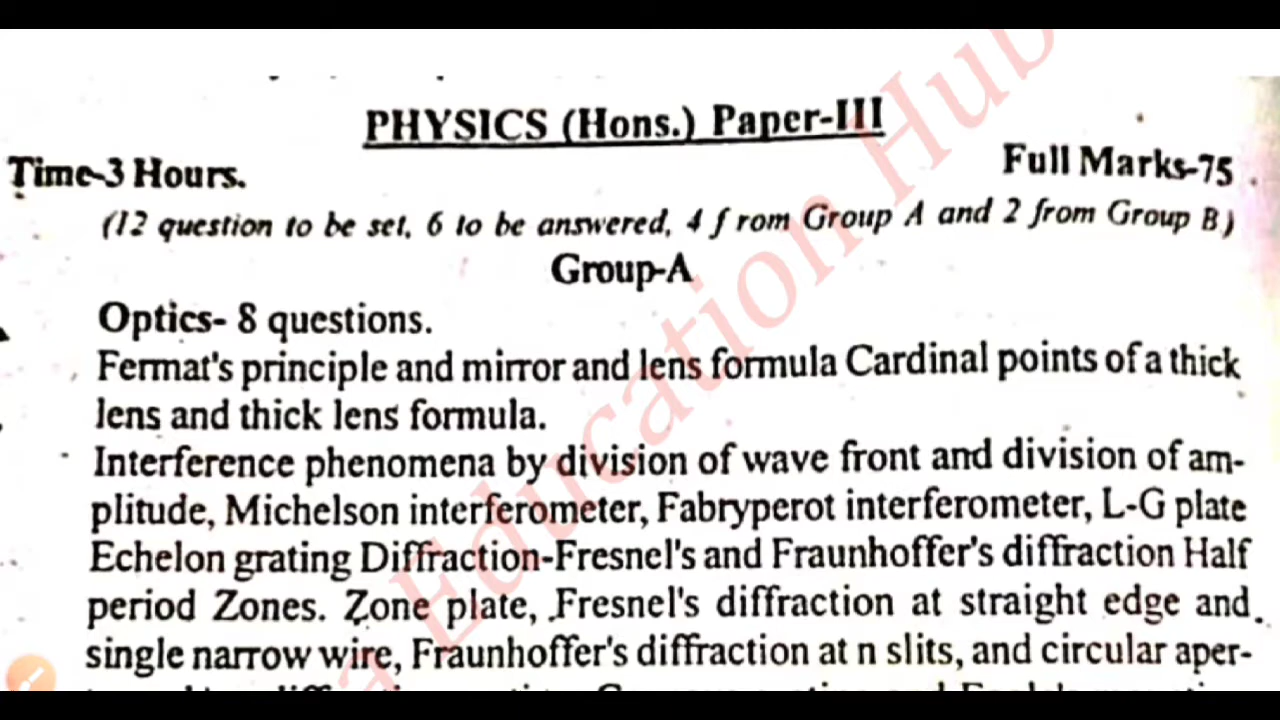 PHYSICS (Hons.) Paper-III
Time-3 Hours.
Full Marks-75
(12 question to be set, 6 to be answered, 4 from Group A and 2 from Group B)
Group-A
Optics- 8 questions.
Fermat's principle and mirror and lens formula Cardinal points of a thick
lens and thick lens formula.
Interference phenomena by division of wave front and division of am-
plitude, Michelson interferometer, Fabryperot interferometer, L-G plate
Echelon grating Diffraction-Fresnel's and Fraunhoffer's diffraction Half
period Zones. Zone plate, Fresnel's diffraction at straight edge and
single narrow wire, Fraunhoffer's diffraction at n slits, and circular aper-
a Education Hub